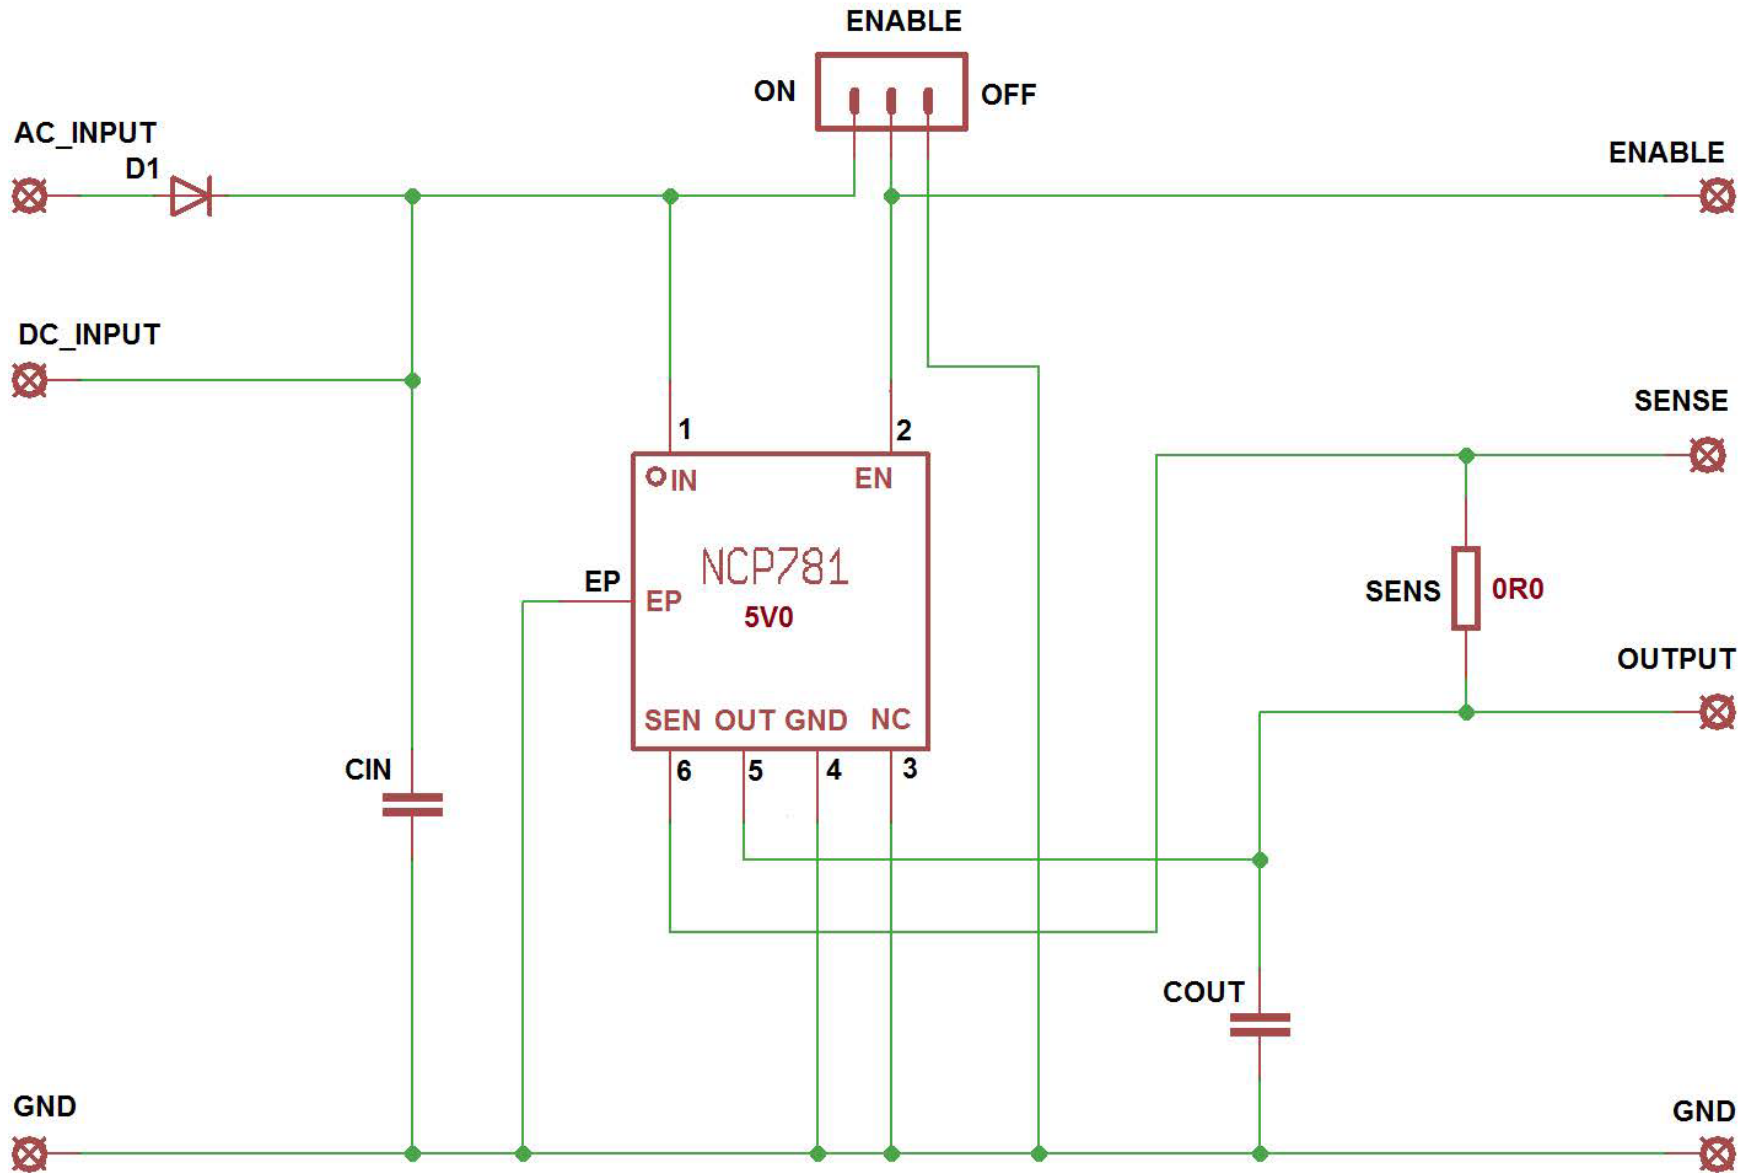 ENABLE
ON
OFF
AC_INPUT
D1
ENABLE
DC_INPUT
SENSE
1
2
IN
EN
NCP781
5V0
EP
EP
SENS
0R0
OUTPUT
SEN OUT GND NC
6
5
4
3
CIN
COUT
GND
GND